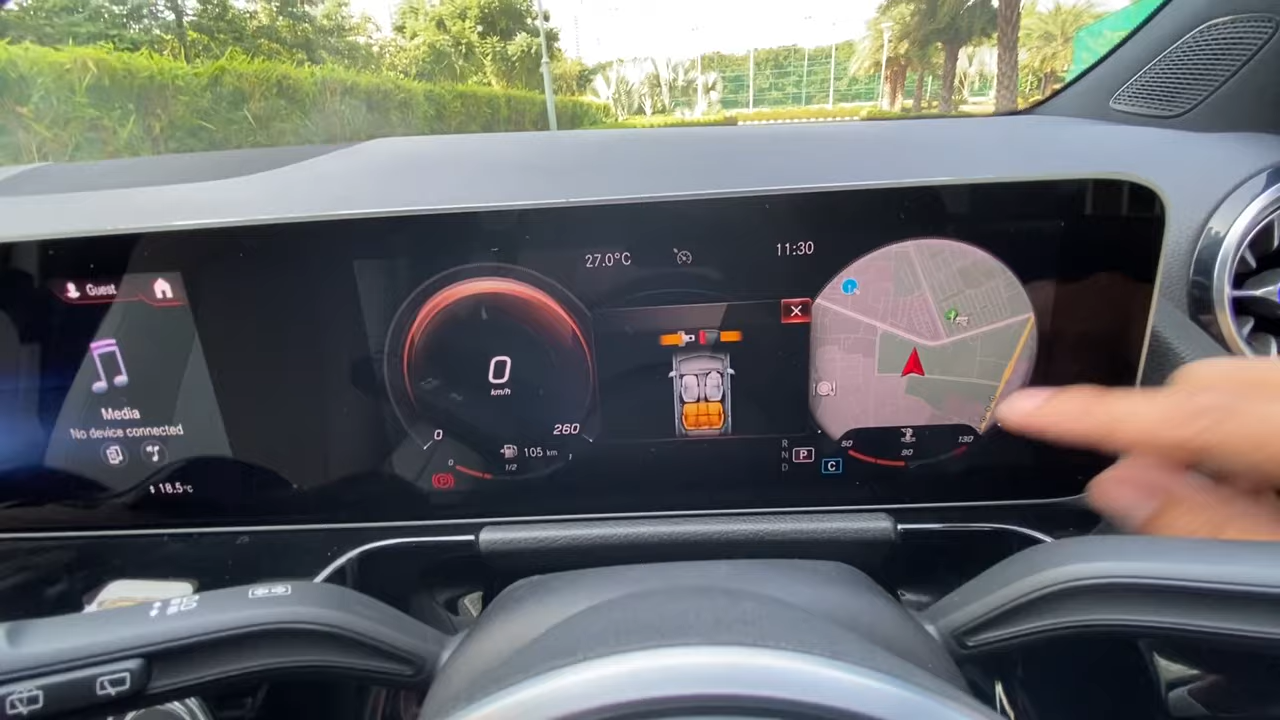 27.0°C
11:30
Guest
Media
No device connected
18.5°C
0
km/h
0
260
0
1/2
105 km
R
N
D
P
C
50
90
130
(P)